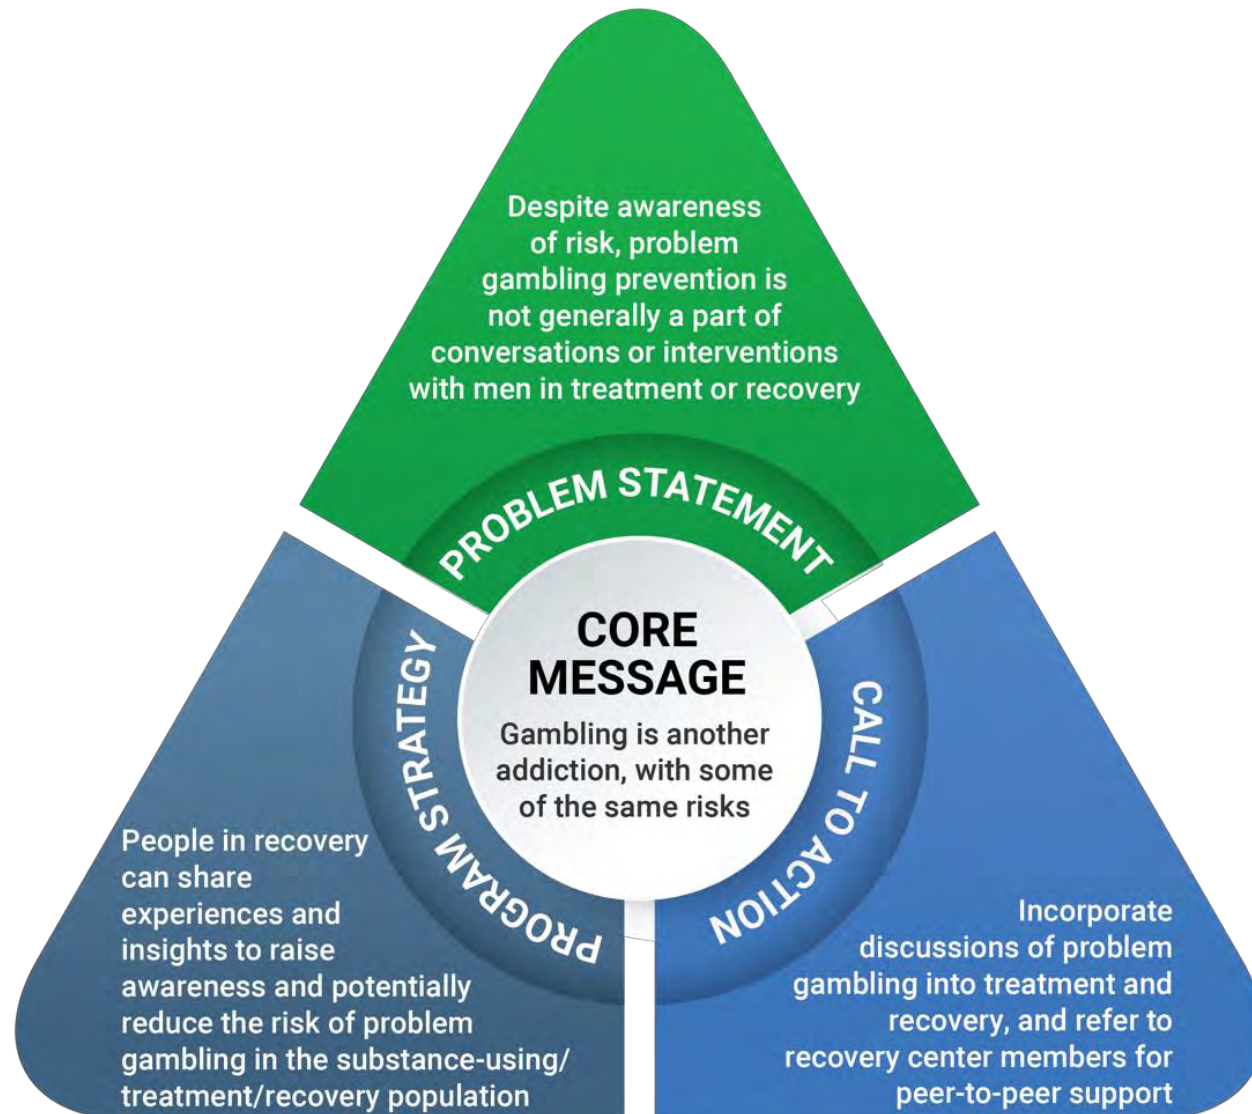 Despite awareness
of risk, problem
gambling prevention is
not generally a part of
conversations or interventions
with men in treatment or recovery
PROBLEM STATEMENT
CORE
MESSAGE
Gambling is another
addiction, with some
of the same risks
PROGRAM STRATEGY
People in recovery
can share
experiences and
insights to raise
awareness and potentially
reduce the risk of problem
gambling in the substance-using/
treatment/recovery population
CALL TO ACTION
Incorporate
discussions of problem
gambling into treatment and
recovery, and refer to
recovery center members for
peer-to-peer support